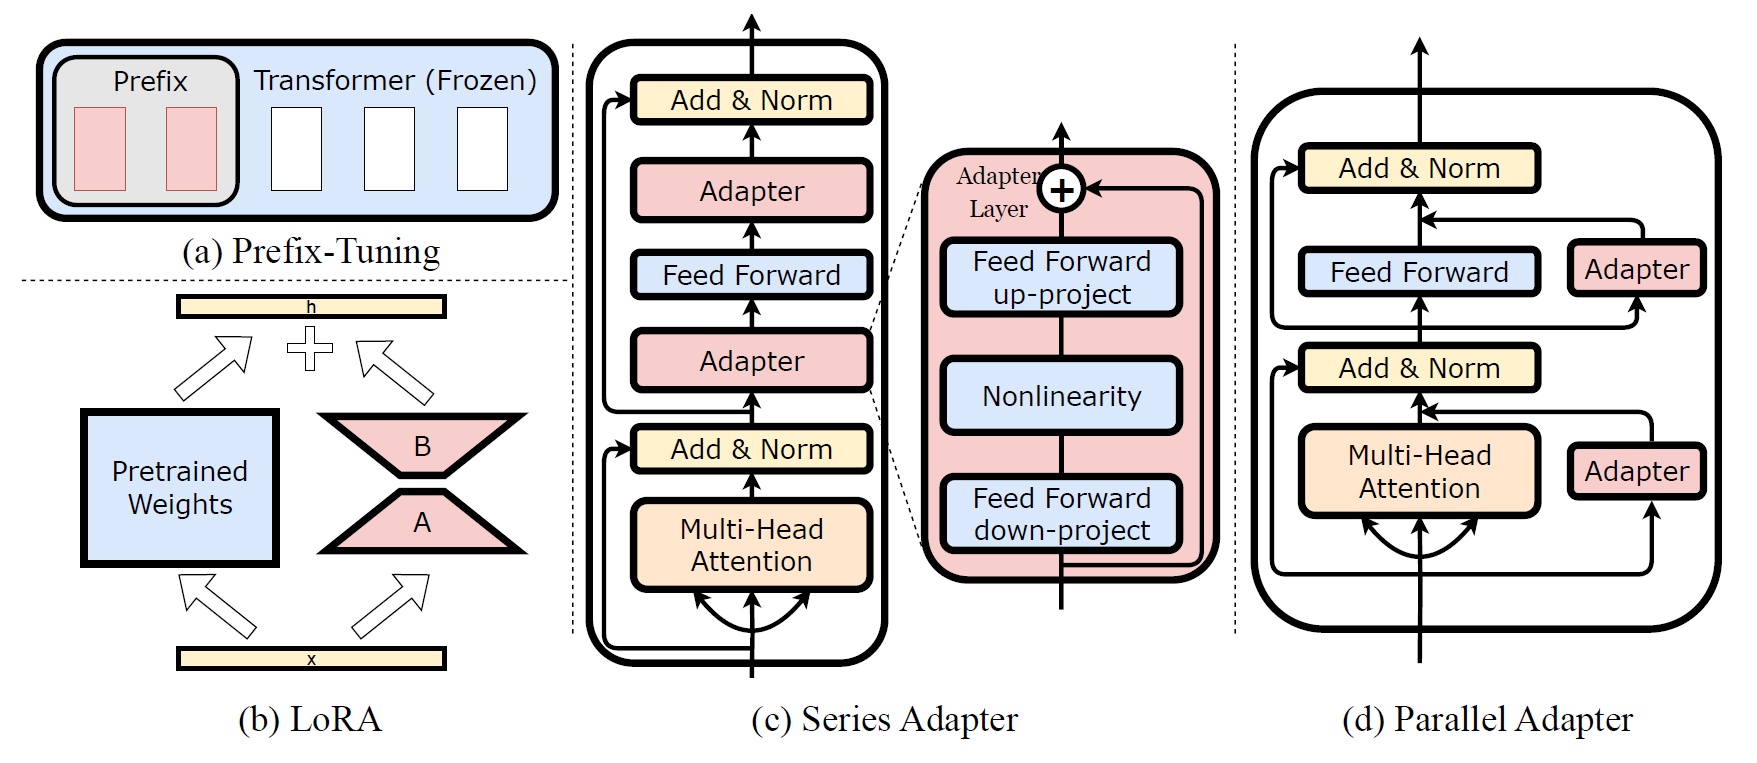 Prefix
Transformer (Frozen)
(a) Prefix-Tuning
h
Pretrained
Weights
B
A
x
(b) LoRA
Add & Norm
Adapter
Feed Forward
Adapter
Add & Norm
Multi-Head
Attention
Adapter
Layer
+
Feed Forward
up-project
Nonlinearity
Feed Forward
down-project
(c) Series Adapter
Add & Norm
Feed Forward
Adapter
Add & Norm
Multi-Head
Attention
Adapter
(d) Parallel Adapter